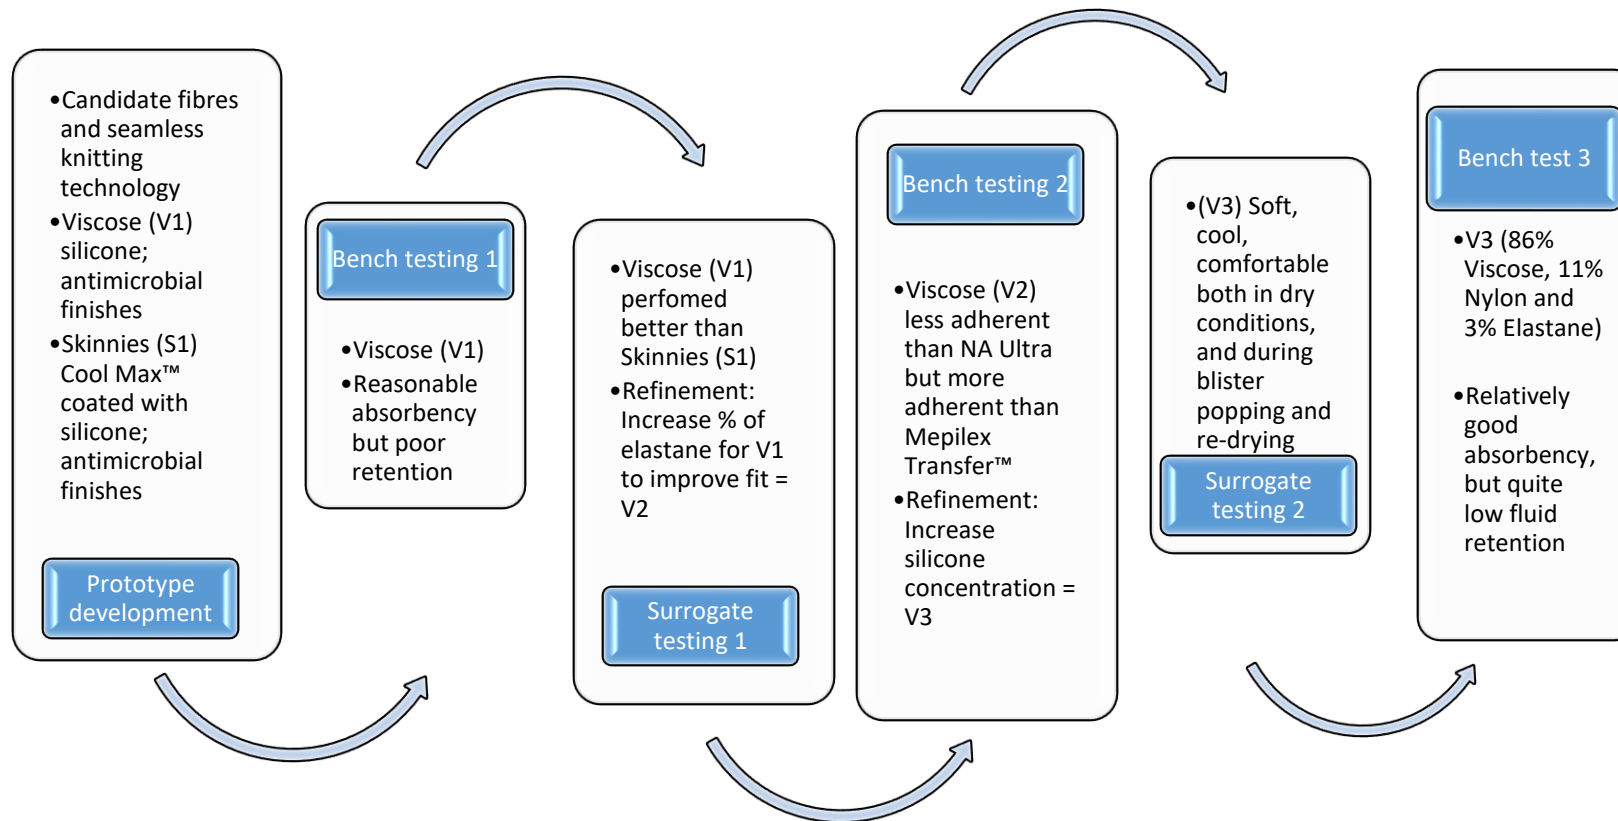 •Candidate fibres
and seamless
knitting
technology
•Viscose (V1)
silicone;
antimicrobial
finishes
•Skinnies (S1)
Cool Max™
coated with
silicone;
antimicrobial
finishes
Prototype
development
Bench testing 1
•Viscose (V1)
•Reasonable
absorbency
but poor
retention
•Viscose (V1)
perfomed
better than
Skinnies (S1)
•Refinement:
Increase % of
elastane for V1
to improve fit =
V2
Surrogate
testing 1
Bench testing 2
•Viscose (V2)
less adherent
than NA Ultra
but more
adherent than
Mepilex
Transfer™
•Refinement:
Increase
silicone
concentration =
V3
•(V3) Soft,
cool,
comfortable
both in dry
conditions,
and during
blister
popping and
re-drying
Surrogate
testing 2
Bench test 3
•V3 (86%
Viscose, 11%
Nylon and
3% Elastane)
•Relatively
good
absorbency,
but quite
low fluid
retention